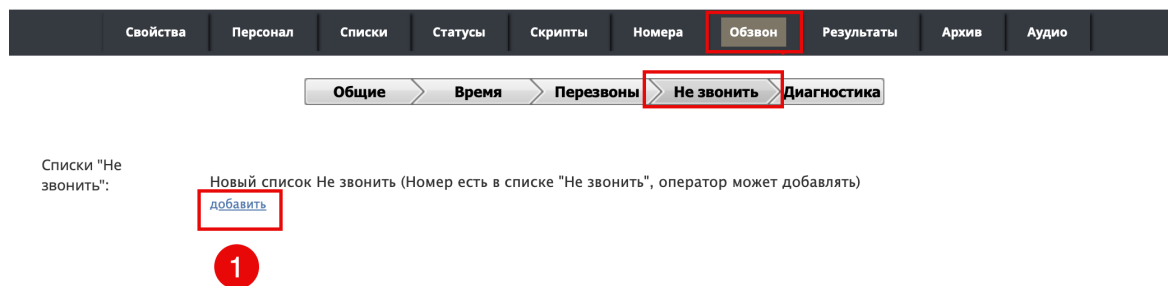 Свойства Персонал Списки Статусы Скрипты Номера Обзвон Результаты Архив Аудио
Общие Время Перезвоны Не звонить Диагностика
Списки "Не
звонить":
Новый список Не звонить (Номер есть в списке "Не звонить", оператор может добавлять)
добавить
1